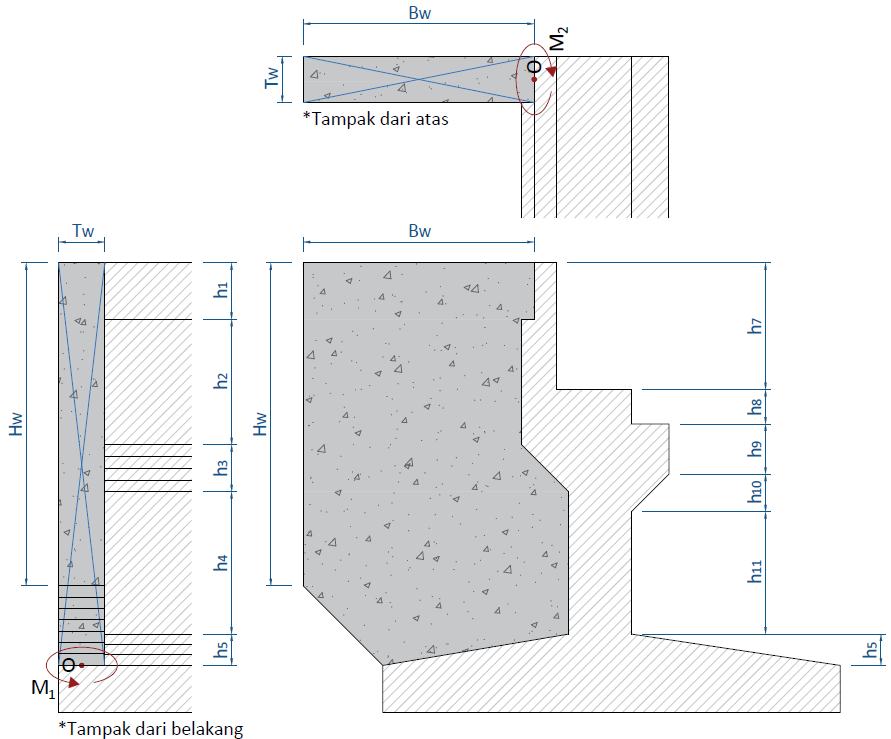 Bw
M2
O
Tw
*Tampak dari atas
Tw
Bw
h1
h7
h2
h8
Hw
Hw
h3
h9
h10
h4
h11
h5
h5
O
M1
*Tampak dari belakang